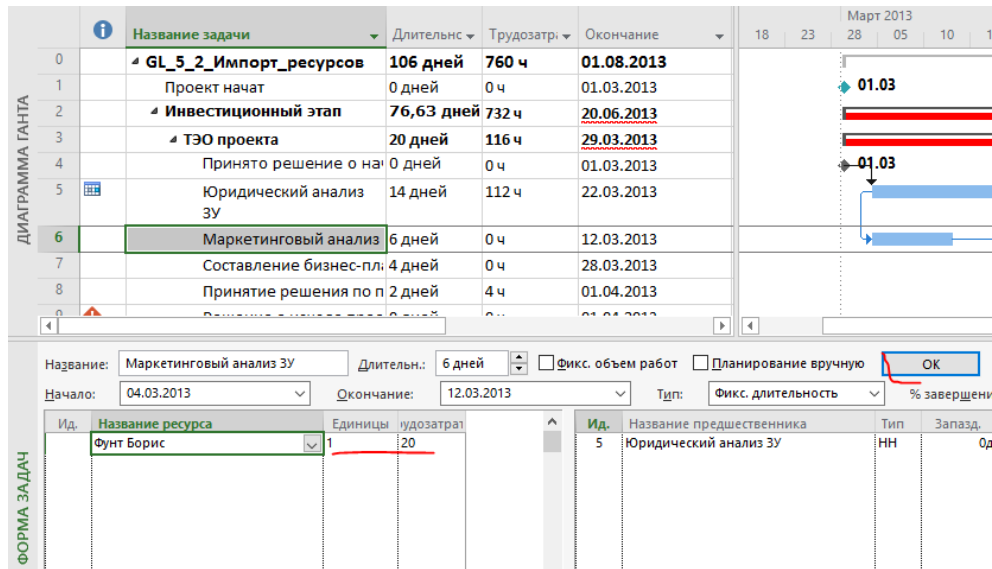 Март 2013
Название задачи Длительнс Трудозатра Окончание 18 23 28 05 10 1
0 GL_5_2_Импорт_ресурсов 106 дней 760 ч 01.08.2013
1 Проект начат 0 дней 0 ч 01.03.2013 01.03
2 Инвестиционный этап 76,63 дней 732 ч 20.06.2013
3 ТЭО проекта 20 дней 116 ч 29.03.2013
4 Принято решение о нач 0 дней 0 ч 01.03.2013 01.03
5 Юридический анализ 14 дней 112 ч 22.03.2013
ЗУ
6 Маркетинговый анализ 6 дней 0 ч 12.03.2013
7 Составление бизнес-пла 4 дней 0 ч 28.03.2013
8 Принятие решения по п 2 дней 4 ч 01.04.2013
ДИАГРАММА ГАНТА
Название: Маркетинговый анализ ЗУ Длительн.: 6 дней Фикс. объем работ Планирование вручную ОК
Начало: 04.03.2013 Окончание: 12.03.2013 Тип: Фикс. длительность % завершени
Ид. Название ресурса Единицы рудозатрат Ид. Название предшественника Тип Запазд.
Фунт Борис 1 20 5 Юридический анализ ЗУ НН 0д
ФОРМА ЗАДАЧ